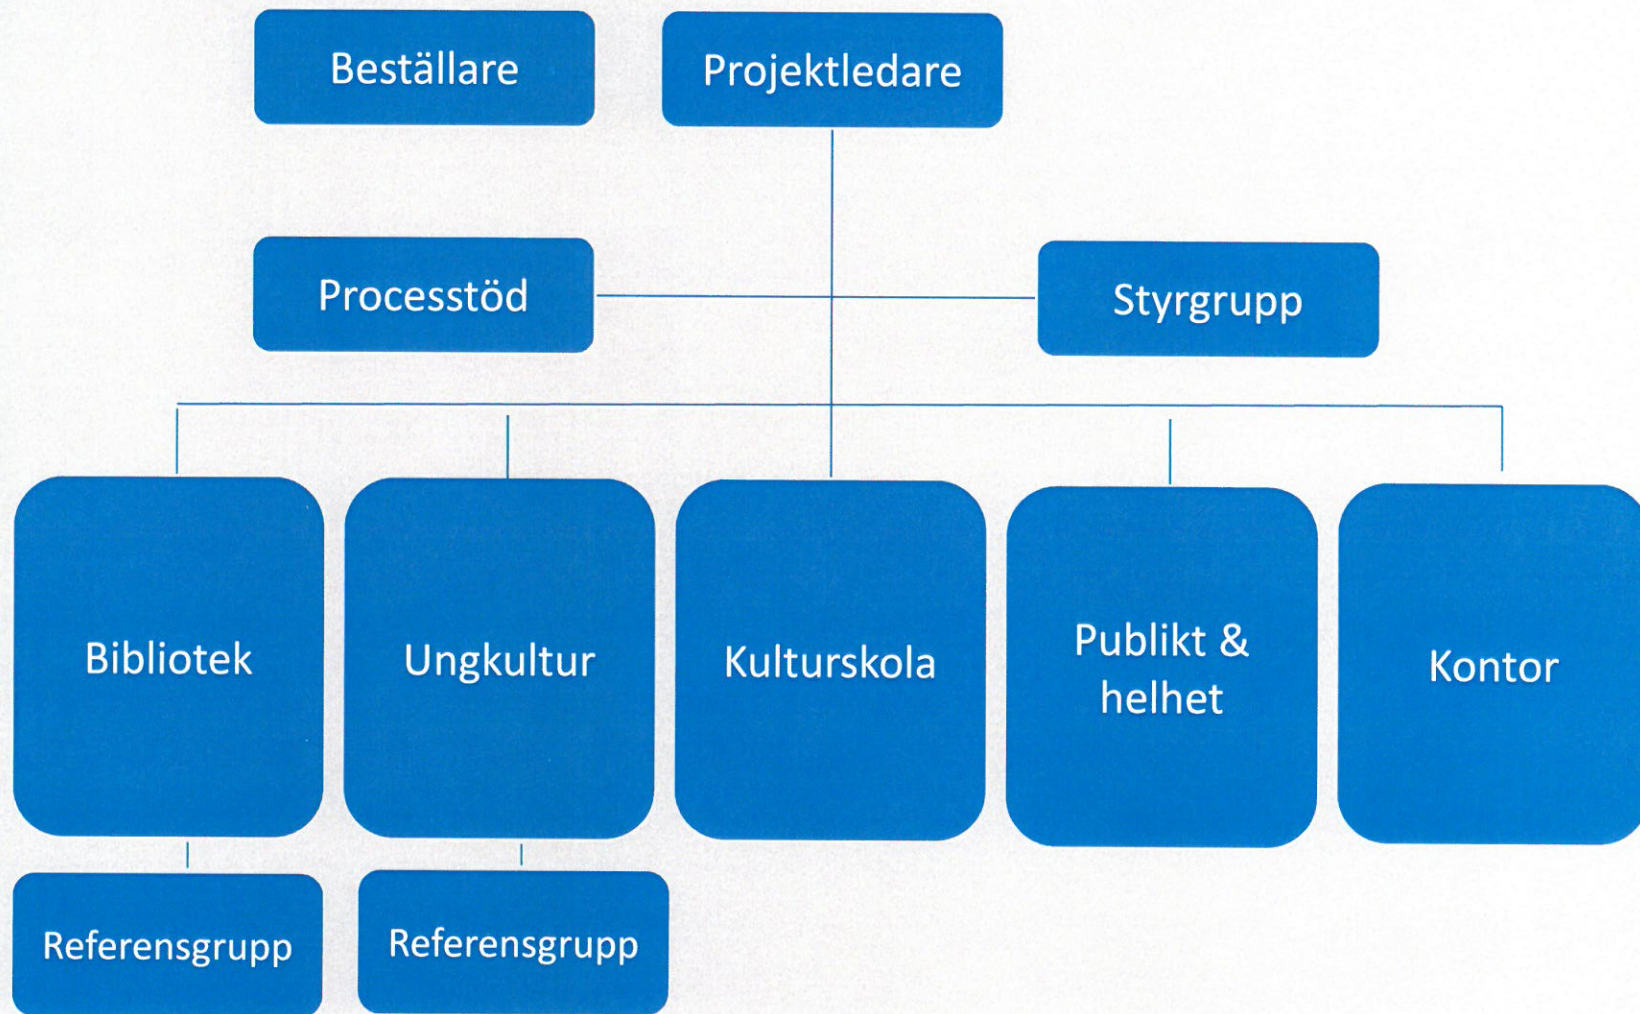 Beställare
Projektledare
Processtöd
Styrgrupp
Bibliotek
Ungkultur
Kulturskola
Publikt &
helhet
Kontor
Referensgrupp
Referensgrupp